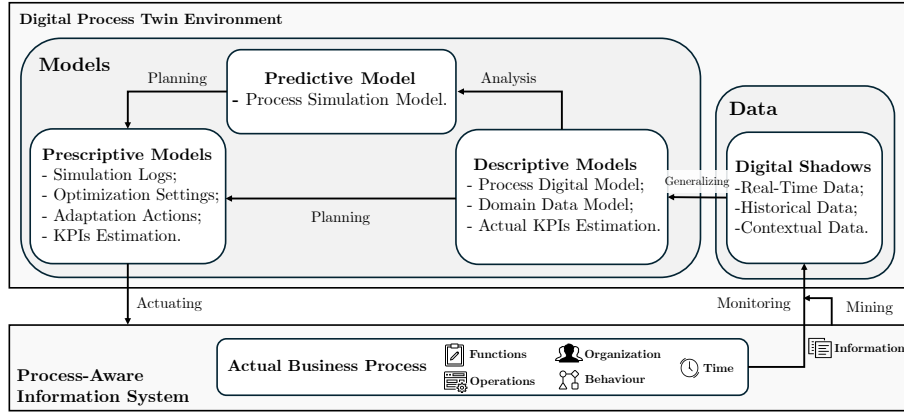 Digital Process Twin Environment
Models
Planning
Predictive Model
- Process Simulation Model.
Analysis
Data
Prescriptive Models
- Simulation Logs;
- Optimization Settings;
- Adaptation Actions;
- KPIs Estimation.
Planning
Descriptive Models
- Process Digital Model;
- Domain Data Model;
- Actual KPIs Estimation.
Generalizing
Digital Shadows
-Real-Time Data;
-Historical Data;
-Contextual Data.
Actuating
Monitoring
Mining
Process-Aware
Information System
Actual Business Process
Functions
Organization
Operations
Behaviour
Time
Information